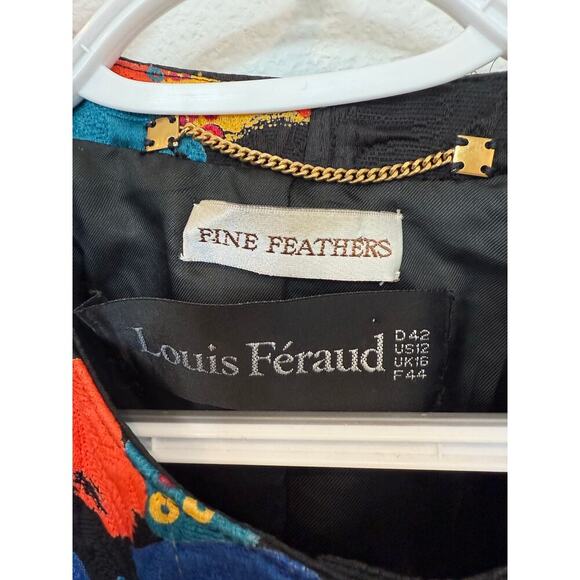 FINE FEATHERS
Louis Féraud
D42
US12
UK16
F44